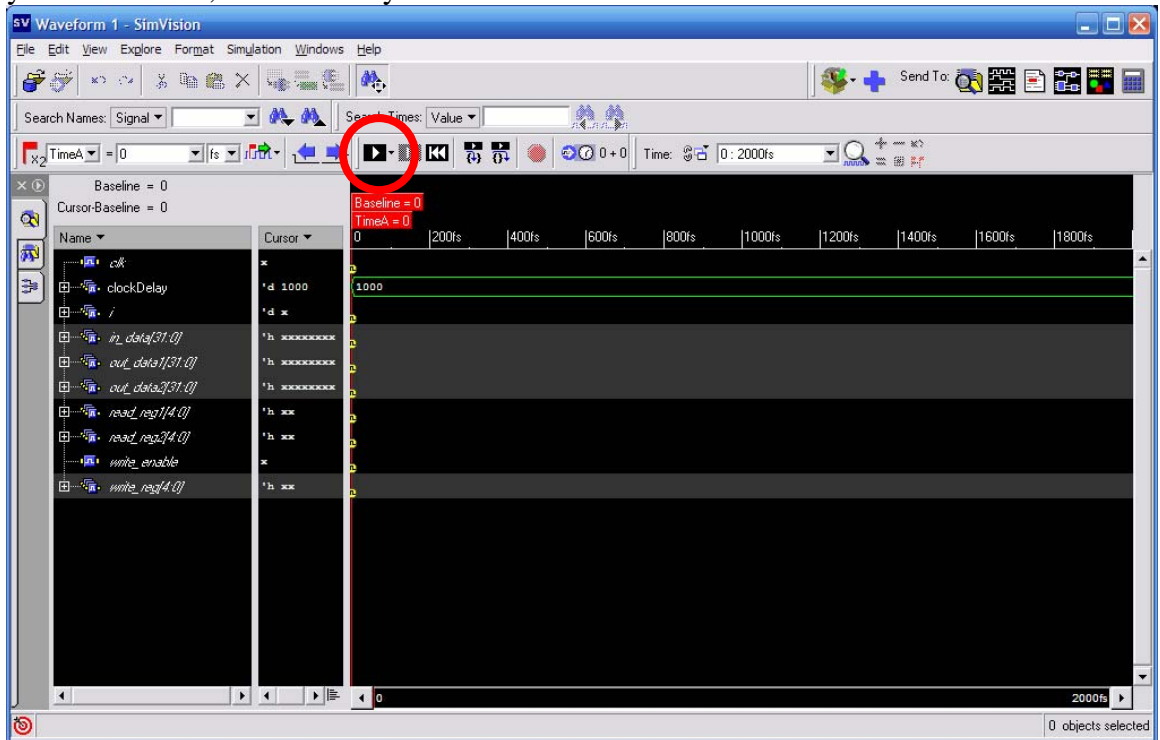 SV Waveform 1 - SimVision
File Edit View Explore Format Simulation Windows Help
Send To:
Search Names: Signal Search Times: Value
x2 TimeA = 0 fs 0 + 0 Time: 0 : 2000fs
Baseline = 0
Cursor-Baseline = 0
Baseline = 0
TimeA = 0
Name Cursor 0 200fs 400fs 600fs 800fs 1000fs 1200fs 1400fs 1600fs 1800fs
clk x
clockDelay 'd 1000 1000
i 'd x
in_data[31:0] 'h xxxxxxxx
out_data1[31:0] 'h xxxxxxxx
out_data2[31:0] 'h xxxxxxxx
read_reg1[4:0] 'h xx
read_reg2[4:0] 'h xx
write_enable x
write_reg[4:0] 'h xx
0 2000fs
0 objects selected